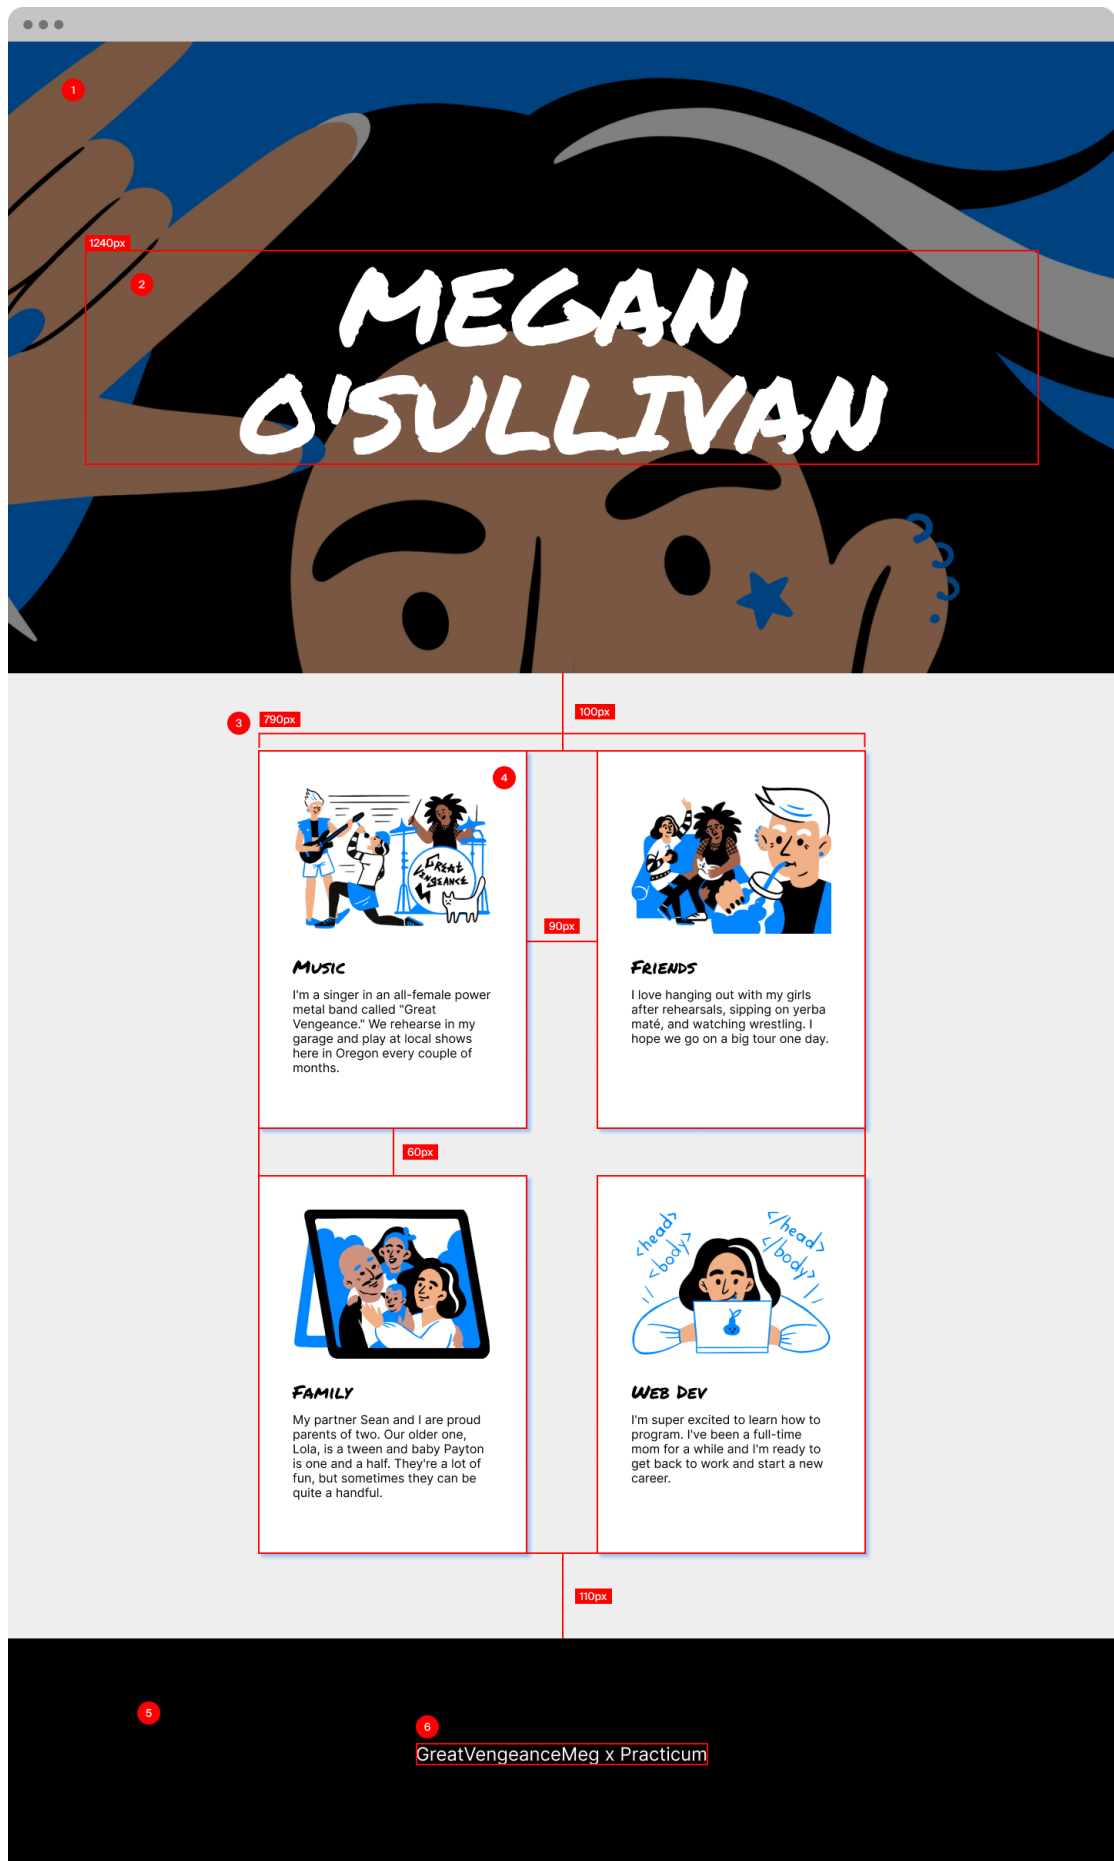 1
1240px
2
MEGAN
O'SULLIVAN
100px
3
790px
4
GREAT
VENGEANCE
90px
Music
Friends
I'm a singer in an all-female power
metal band called "Great
Vengeance." We rehearse in my
garage and play at local shows
here in Oregon every couple of
months.
I love hanging out with my girls
after rehearsals, sipping on yerba
maté, and watching wrestling. I
hope we go on a big tour one day.
60px
<head>
<body>
</head>
</body>
Family
Web Dev
My partner Sean and I are proud
parents of two. Our older one,
Lola, is a tween and baby Payton
is one and a half. They're a lot of
fun, but sometimes they can be
quite a handful.
I'm super excited to learn how to
program. I've been a full-time
mom for a while and I'm ready to
get back to work and start a new
career.
110px
5
6
GreatVengeanceMeg x Practicum